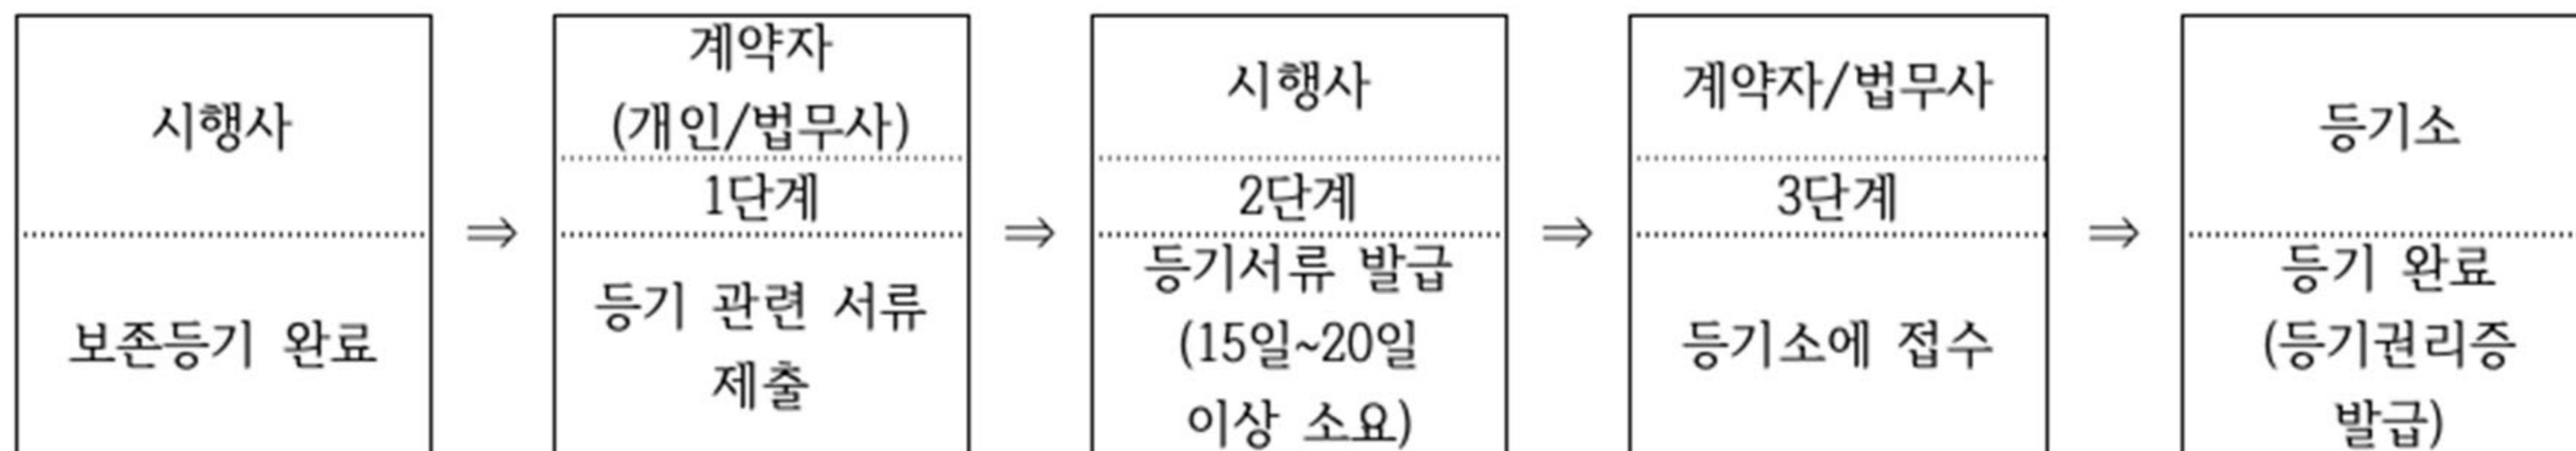 시행사
보존등기 완료
⇒
계약자
(개인/법무사)
1단계
등기 관련 서류
제출
⇒
시행사
2단계
등기서류 발급
(15일~20일
이상 소요)
⇒
계약자/법무사
3단계
등기소에 접수
⇒
등기소
등기 완료
(등기권리증
발급)